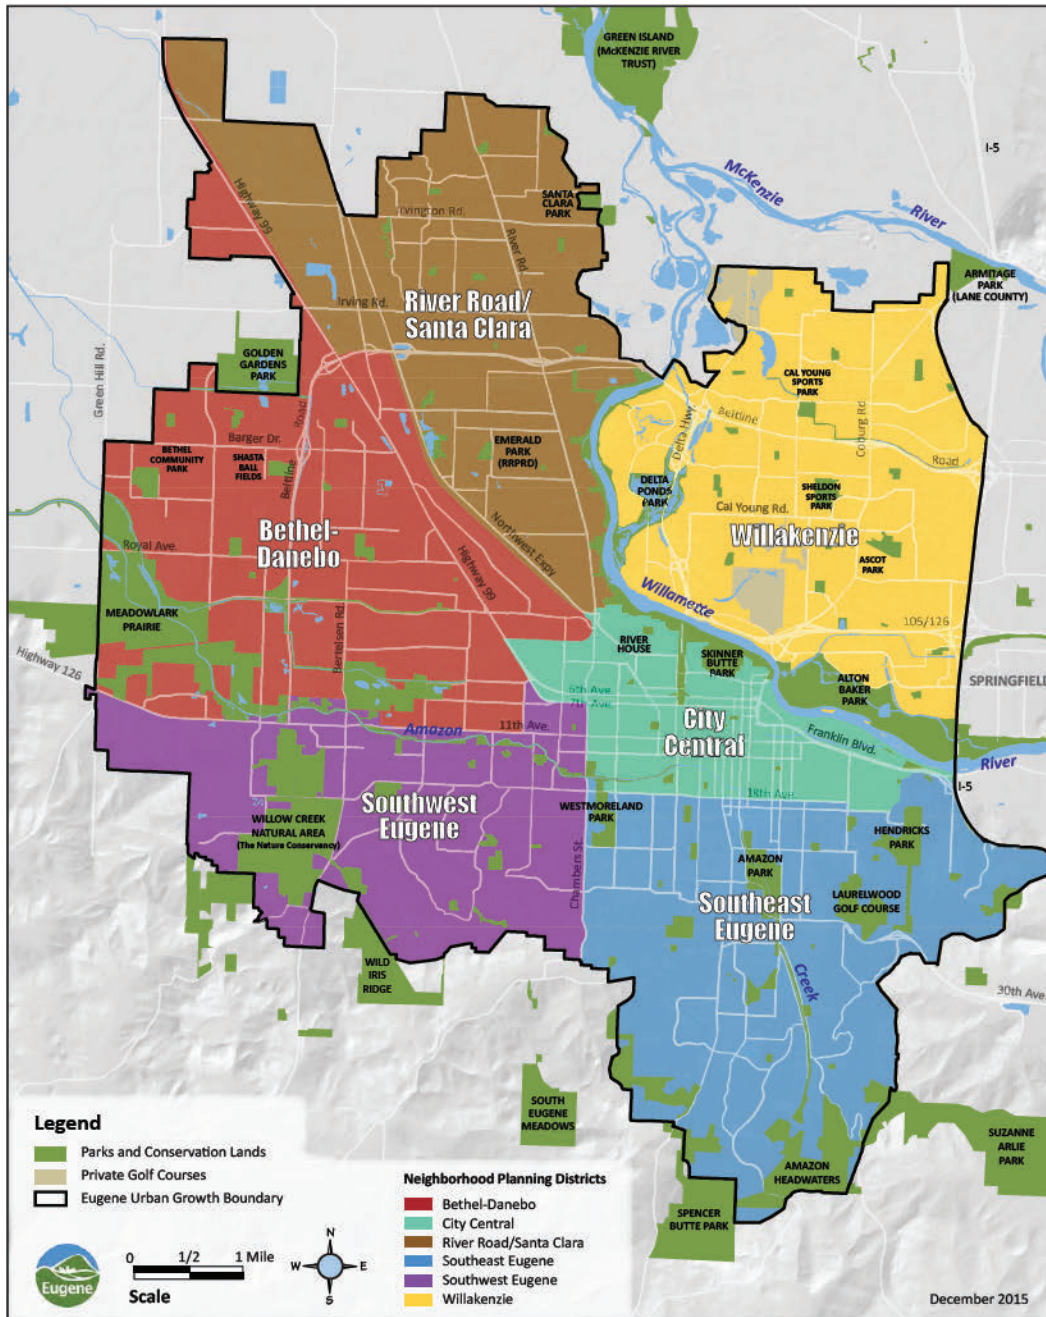 GREEN ISLAND
(McKENZIE RIVER
TRUST)
I-5
McKenzie
River
Highway 99
SANTA
CLARA
PARK
Irvington Rd.
River Rd.
ARMITAGE
PARK
(LANE COUNTY)
Irving Rd.
River Road/
Santa Clara
Green Hill Rd.
GOLDEN
GARDENS
PARK
CAL YOUNG
SPORTS
PARK
Beltline
Road
Coburg Rd
Delta Hwy
Barger Dr.
Beltline
Road
BETHEL
COMMUNITY
PARK
SHASTA
BALL
FIELDS
EMERALD
PARK
(RRPRD)
DELTA
PONDS
PARK
SHELDON
SPORTS
PARK
Cal Young Rd.
Willakenzie
Bethel-
Danebo
Northwest Expy
Highway 99
Royal Ave.
ASCOT
PARK
Willamette
MEADOWLARK
PRAIRIE
Bertelsen Rd.
105/126
RIVER
HOUSE
SKINNER
BUTTE
PARK
Highway 126
ALTON
BAKER
PARK
SPRINGFIELD
6th Ave.
7th Ave.
11th Ave.
Amazon
City
Central
Franklin Blvd.
River
I-5
18th Ave.
Southwest
Eugene
WESTMORELAND
PARK
WILLOW CREEK
NATURAL AREA
(The Nature Conservancy)
HENDRICKS
PARK
Chambers St.
AMAZON
PARK
LAURELWOOD
GOLF COURSE
Southeast
Eugene
WILD
IRIS
RIDGE
Creek
30th Ave.
SOUTH
EUGENE
MEADOWS
SUZANNE
ARLIE
PARK
AMAZON
HEADWATERS
SPENCER
BUTTE PARK
Legend
Parks and Conservation Lands
Private Golf Courses
Eugene Urban Growth Boundary
Neighborhood Planning Districts
Bethel-Danebo
City Central
River Road/Santa Clara
Southeast Eugene
Southwest Eugene
Willakenzie
Eugene
0 1/2 1 Mile
Scale
N
W E
S
December 2015